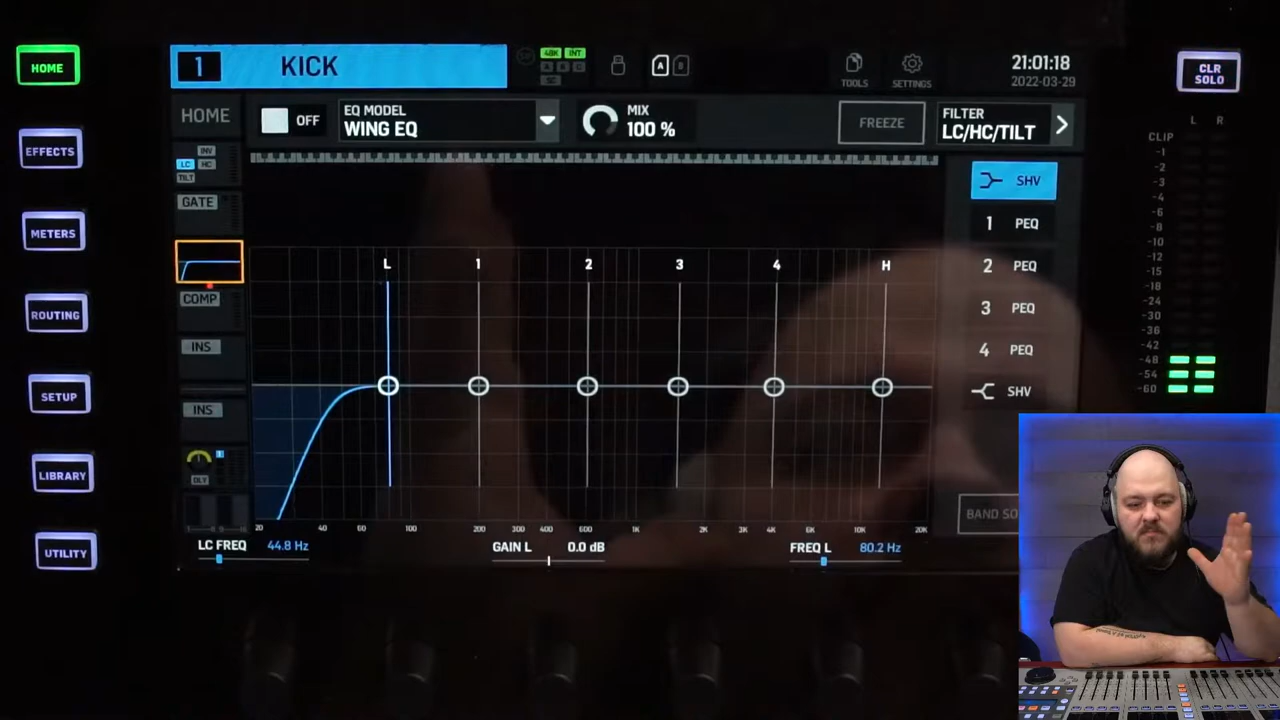 HOME
EFFECTS
METERS
ROUTING
SETUP
LIBRARY
UTILITY
1 KICK
48K INT
A B C
A B
TOOLS
SETTINGS
21:01:18
2022-03-29
CLR
SOLO
HOME
OFF
EQ MODEL
WING EQ
MIX
100 %
FREEZE
FILTER
LC/HC/TILT
INV
LC HC
TILT
GATE
COMP
INS
INS
DLY
L 1 2 3 4 H
SHV
1 PEQ
2 PEQ
3 PEQ
4 PEQ
SHV
BAND SO
20 40 60 100 200 300 400 600 1K 2K 3K 4K 6K 10K 20K
LC FREQ 44.8 Hz
GAIN L 0.0 dB
FREQ L 80.2 Hz
L R
CLIP
-1
-2
-3
-4
-6
-8
-10
-12
-15
-18
-24
-30
-36
-42
-48
-54
-60